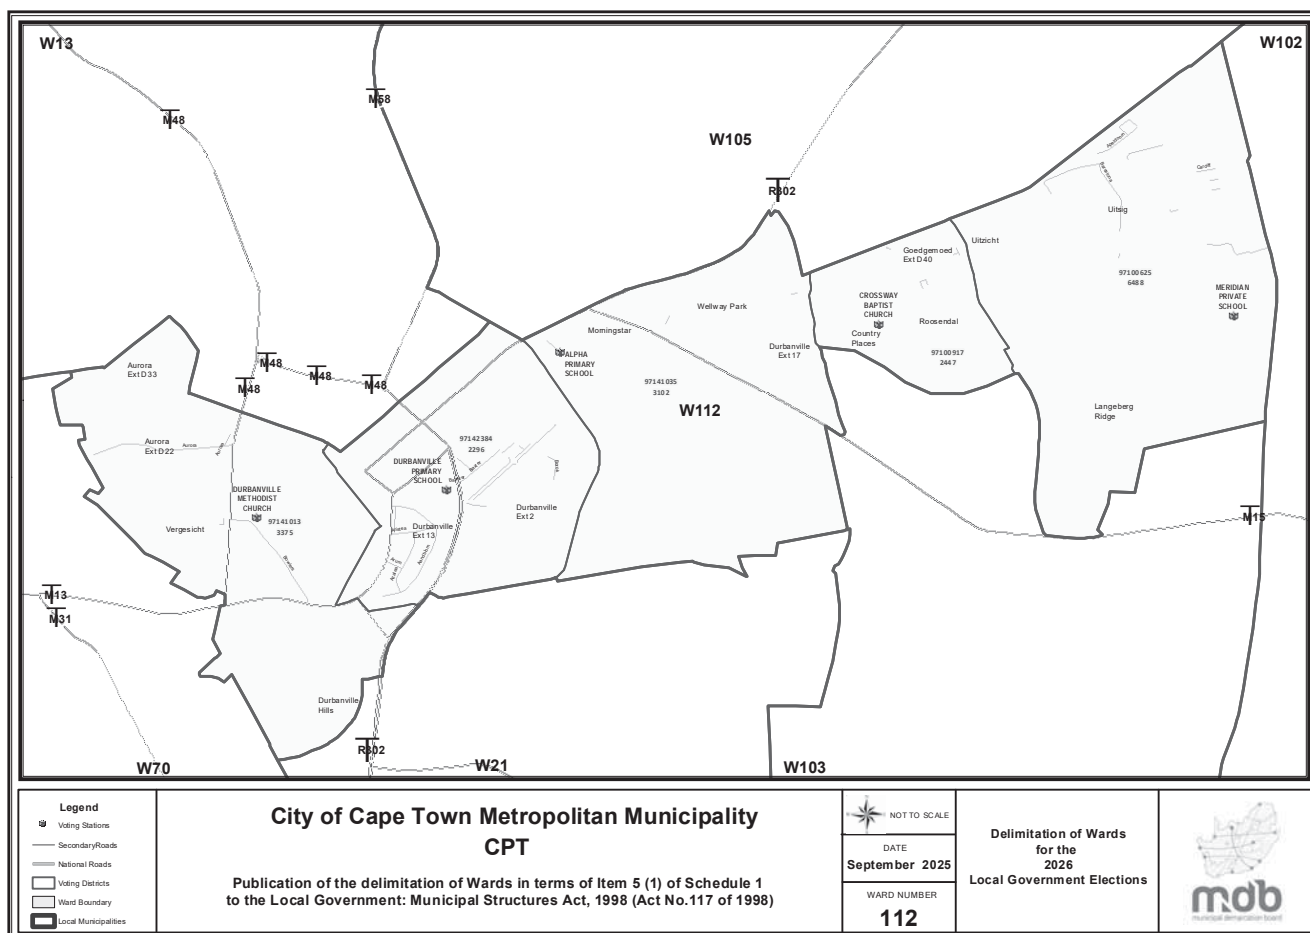 W13
W102
M58
M48
W105
R302
Uitsig
Goedgemoed
Ext D40
Uitzicht
97100625
6488
MERIDIAN
PRIVATE
SCHOOL
CROSSWAY
BAPTIST
CHURCH
Wellway Park
Roosendal
Country
Places
Morningstar
Durbanville
Ext 17
97100917
2447
ALPHA
PRIMARY
SCHOOL
M48
M48
M48
M48
Aurora
Ext D33
97141035
3102
W112
Langeberg
Ridge
Aurora
Ext D22
Aurora
97142384
2296
DURBANVILLE
PRIMARY
SCHOOL
DURBANVILLE
METHODIST
CHURCH
97141013
3375
Vergesicht
Durbanville
Ext 2
Durbanville
Ext 13
M15
M13
M31
Durbanville
Hills
R302
W70
W21
W103
Legend
Voting Stations
SecondaryRoads
National Roads
Voting Districts
Ward Boundary
Local Municipalities
City of Cape Town Metropolitan Municipality
CPT
Publication of the delimitation of Wards in terms of Item 5 (1) of Schedule 1
to the Local Government: Municipal Structures Act, 1998 (Act No.117 of 1998)
NOT TO SCALE
DATE
September 2025
WARD NUMBER
112
Delimitation of Wards
for the
2026
Local Government Elections
mdb
municipal demarcation board